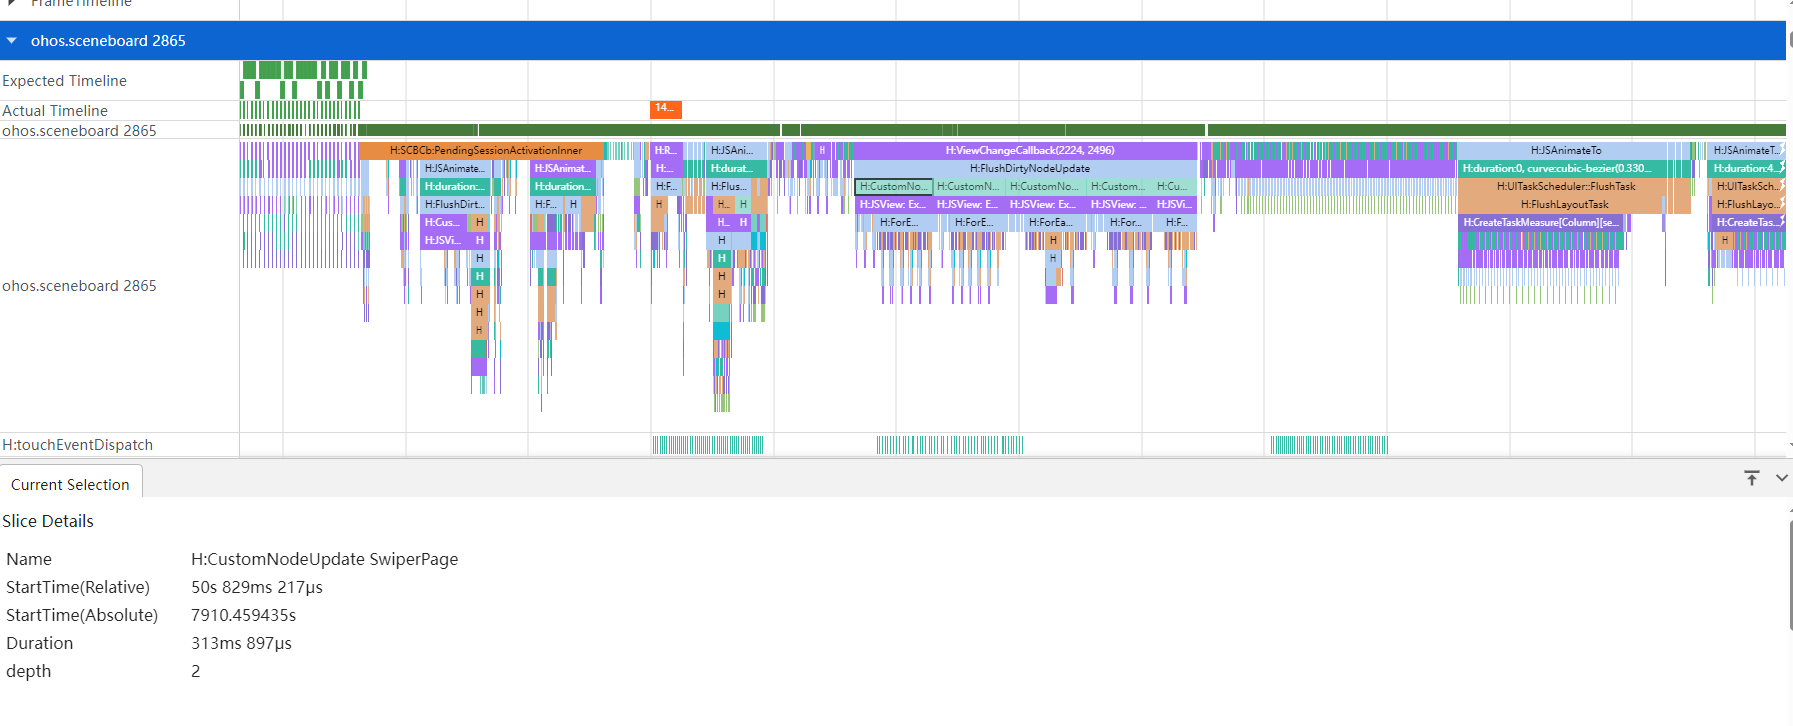 FrameTimeline
ohos.sceneboard 2865
Expected Timeline
Actual Timeline
14...
ohos.sceneboard 2865
H:SCBCb:PendingSessionActivationInner
H:R...
H:JSAni...
H
H:ViewChangeCallback(2224, 2496)
H:JSAnimateTo
H:JSAnimateT...
H:JSAnimate...
H:JSAnimat...
H:...
H:durat...
H:FlushDirtyNodeUpdate
H:duration:0, curve:cubic-bezier(0.330...
H:duration:4...
H:duration:...
H:duration...
H:F...
H:Flus...
H:CustomNo...
H:CustomN...
H:CustomNo...
H:Custom...
H:Cu...
H:UITaskScheduler::FlushTask
H:UITaskSch...
H:FlushDirt...
H:F...
H
H
H...
H
H:JSView: Ex...
H:JSView: E...
H:JSView: Ex...
H:JSView: ...
H:JSVi...
H:FlushLayoutTask
H:FlushLayo...
H:Cus...
H
H...
H
H:ForE...
H:ForE...
H:ForEa...
H:For...
H:F...
H:CreateTaskMeasure[Column][se...
H:CreateTas...
H:JSVi...
H
H
H
H
H
H
H
H
H
H
H
H
H
H
ohos.sceneboard 2865
H:touchEventDispatch
Current Selection
Slice Details
Name H:CustomNodeUpdate SwiperPage
StartTime(Relative) 50s 829ms 217μs
StartTime(Absolute) 7910.459435s
Duration 313ms 897μs
depth 2